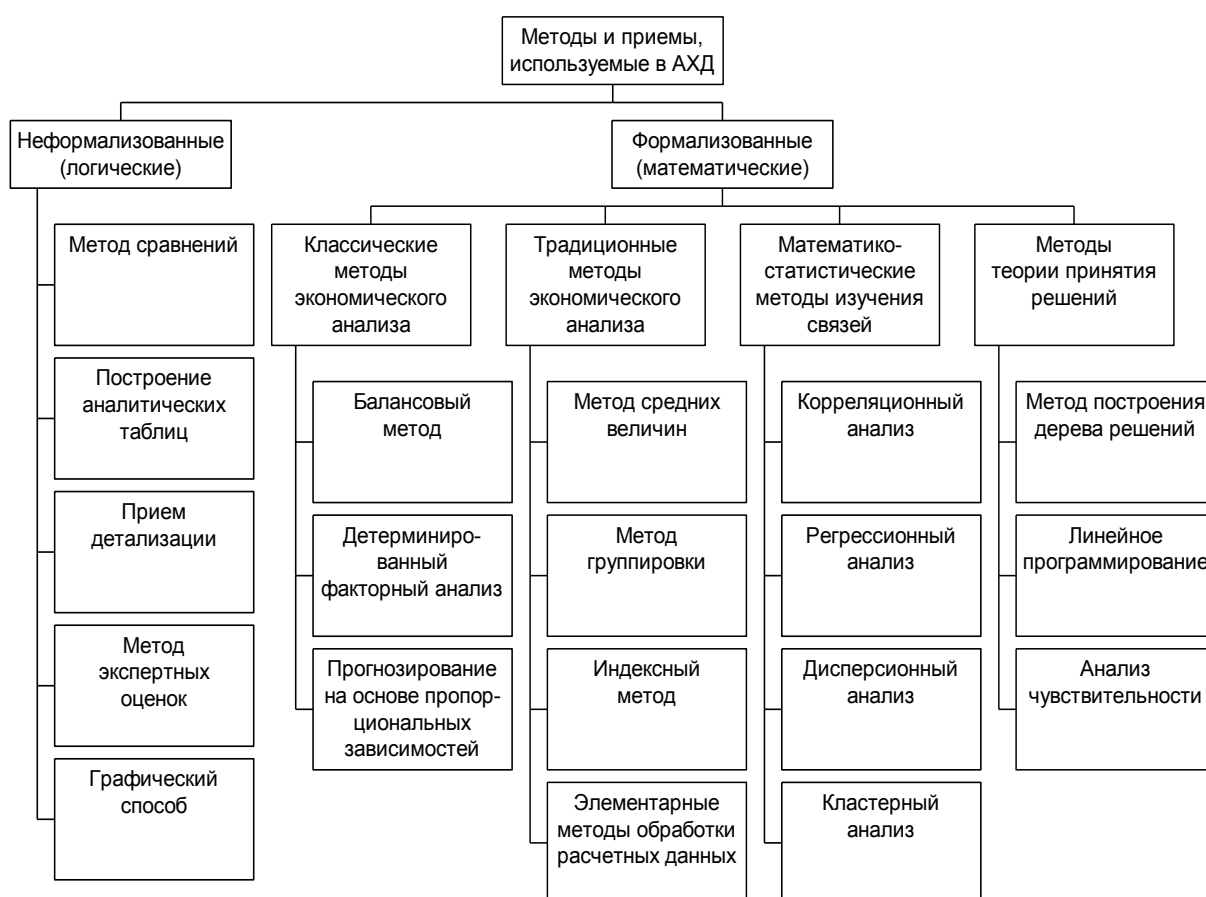 Методы и приемы,
используемые в АХД
Неформализованные
(логические)
Формализованные
(математические)
Метод сравнений
Построение
аналитических
таблиц
Прием
детализации
Метод
экспертных
оценок
Графический
способ
Классические
методы
экономического
анализа
Балансовый
метод
Детерминиро-
ванный
факторный анализ
Прогнозирование
на основе пропор-
циональных
зависимостей
Традиционные
методы
экономического
анализа
Метод средних
величин
Метод
группировки
Индексный
метод
Элементарные
методы обработки
расчетных данных
Математико-
статистические
методы изучения
связей
Корреляционный
анализ
Регрессионный
анализ
Дисперсионный
анализ
Кластерный
анализ
Методы
теории принятия
решений
Метод построения
дерева решений
Линейное
программирование
Анализ
чувствительности